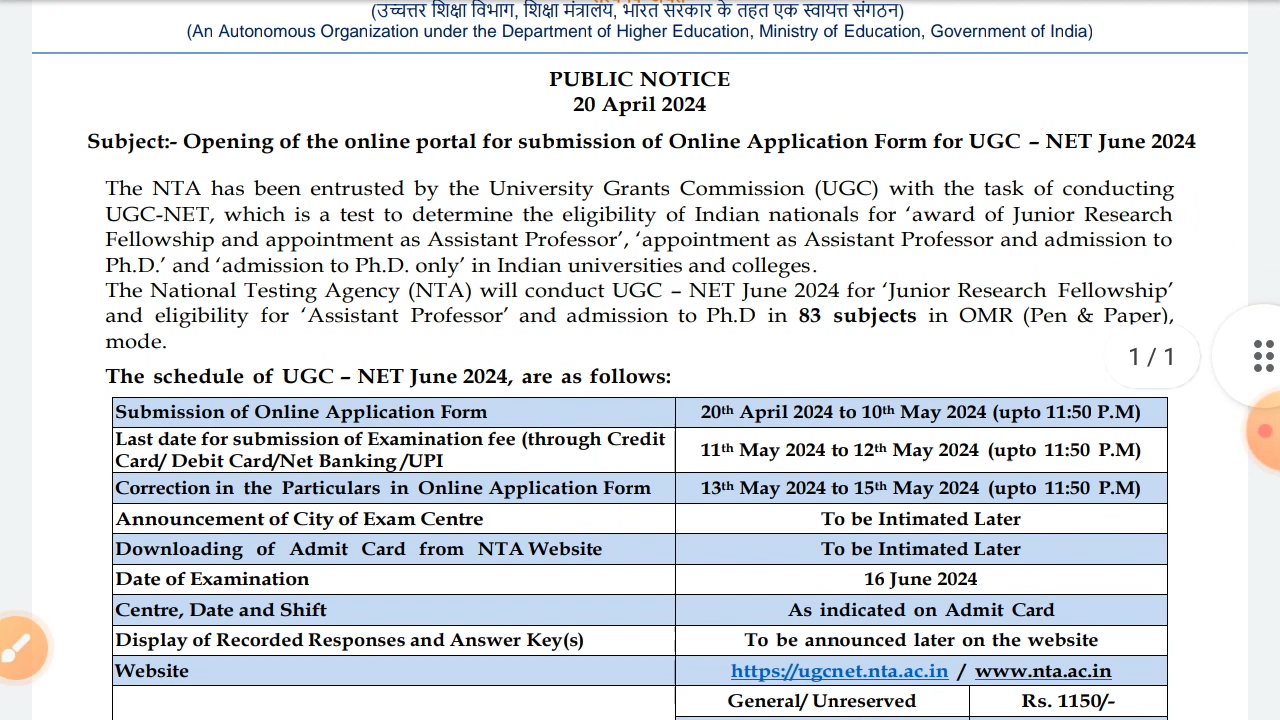 (उच्चत्तर शिक्षा विभाग, शिक्षा मंत्रालय, भारत सरकार के तहत एक स्वायत्त संगठन)
(An Autonomous Organization under the Department of Higher Education, Ministry of Education, Government of India)
PUBLIC NOTICE
20 April 2024
Subject:- Opening of the online portal for submission of Online Application Form for UGC – NET June 2024
The NTA has been entrusted by the University Grants Commission (UGC) with the task of conducting
UGC-NET, which is a test to determine the eligibility of Indian nationals for ‘award of Junior Research
Fellowship and appointment as Assistant Professor’, ‘appointment as Assistant Professor and admission to
Ph.D.’ and ‘admission to Ph.D. only’ in Indian universities and colleges.
The National Testing Agency (NTA) will conduct UGC – NET June 2024 for ‘Junior Research Fellowship’
and eligibility for ‘Assistant Professor’ and admission to Ph.D in 83 subjects in OMR (Pen & Paper),
mode.
1 / 1
The schedule of UGC – NET June 2024, are as follows:
Submission of Online Application Form 20th April 2024 to 10th May 2024 (upto 11:50 P.M)
Last date for submission of Examination fee (through Credit
Card/ Debit Card/Net Banking /UPI 11th May 2024 to 12th May 2024 (upto 11:50 P.M)
Correction in the Particulars in Online Application Form 13th May 2024 to 15th May 2024 (upto 11:50 P.M)
Announcement of City of Exam Centre To be Intimated Later
Downloading of Admit Card from NTA Website To be Intimated Later
Date of Examination 16 June 2024
Centre, Date and Shift As indicated on Admit Card
Display of Recorded Responses and Answer Key(s) To be announced later on the website
Website https://ugcnet.nta.ac.in / www.nta.ac.in
General/ Unreserved Rs. 1150/-